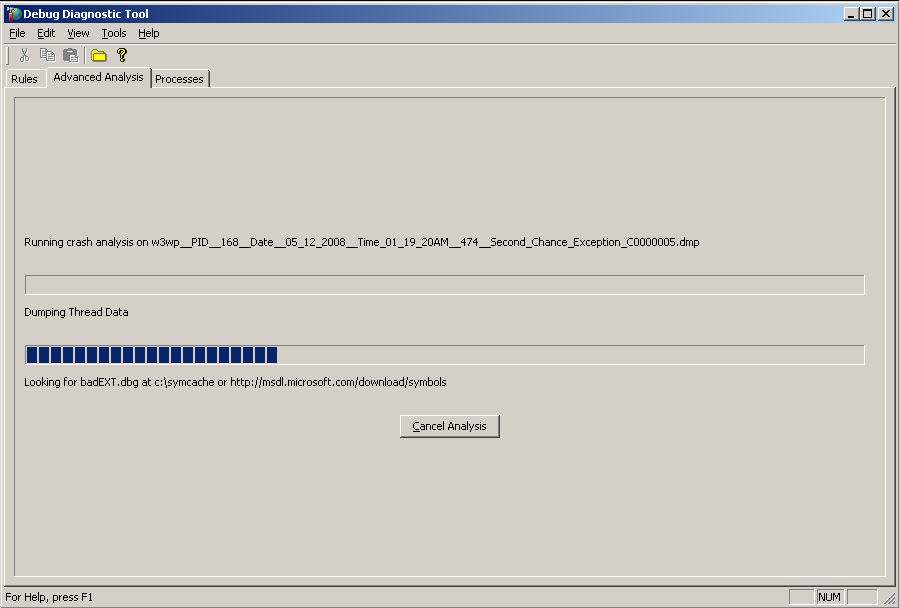 Debug Diagnostic Tool
File Edit View Tools Help
Rules Advanced Analysis Processes
Running crash analysis on w3wp__PID__168__Date__05_12_2008__Time_01_19_20AM__474__Second_Chance_Exception_C0000005.dmp
Dumping Thread Data
Looking for badEXT.dbg at c:\symcache or http://msdl.microsoft.com/download/symbols
Cancel Analysis
For Help, press F1 NUM